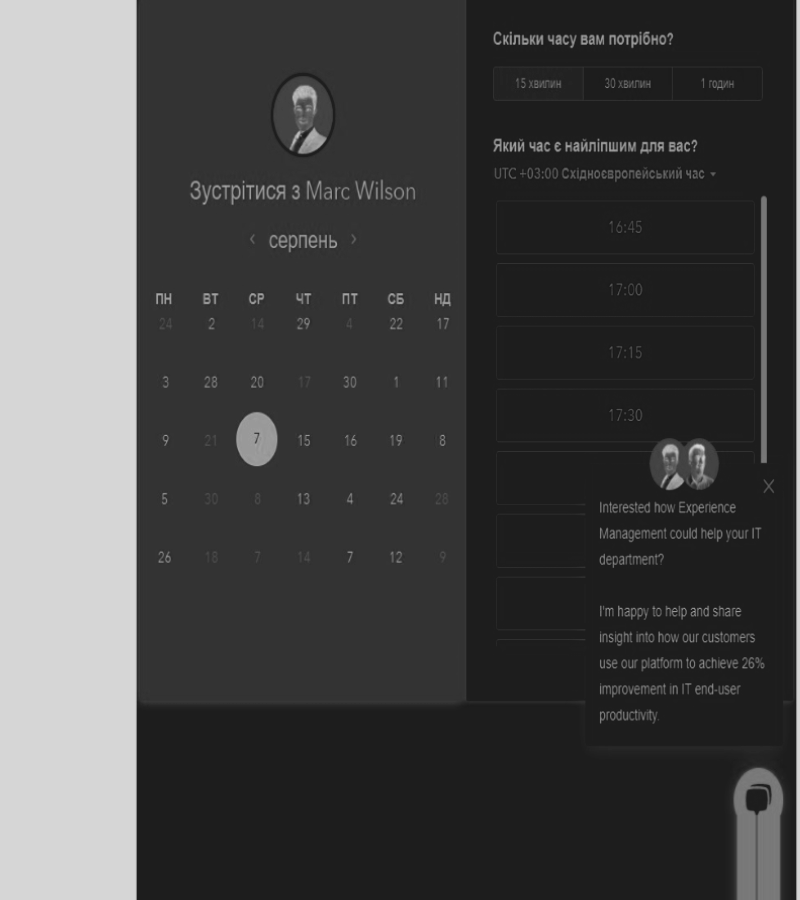 Зустрітися з Marc Wilson
серпень
ПН ВТ СР ЧТ ПТ СБ НД
24 2 14 29 4 22 17
3 28 20 17 30 1 11
9 21 7 15 16 19 8
5 30 8 13 4 24 28
26 18 7 14 7 12 9
Скільки часу вам потрібно?
15 хвилин 30 хвилин 1 годин
Який час є найліпшим для вас?
UTC +03:00 Східноєвропейський час
16:45
17:00
17:15
17:30
X
Interested how Experience
Management could help your IT
department?
I'm happy to help and share
insight into how our customers
use our platform to achieve 26%
improvement in IT end-user
productivity.